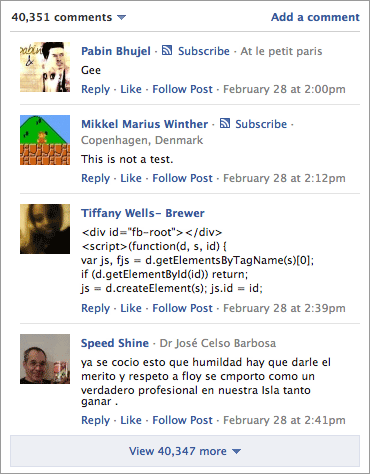 40,351 comments
Add a comment
Pabin Bhujel · Subscribe · At le petit paris
Gee
Reply · Like · Follow Post · February 28 at 2:00pm
Mikkel Marius Winther · Subscribe ·
Copenhagen, Denmark
This is not a test.
Reply · Like · Follow Post · February 28 at 2:12pm
Tiffany Wells- Brewer
<div id="fb-root"></div>
<script>(function(d, s, id) {
var js, fjs = d.getElementsByTagName(s)[0];
if (d.getElementById(id)) return;
js = d.createElement(s); js.id = id;
Reply · Like · Follow Post · February 28 at 2:39pm
Speed Shine · Dr José Celso Barbosa
ya se cocio esto que humildad hay que darle el
merito y respeto a floy se cmporto como un
verdadero profesional en nuestra Isla tanto
ganar .
Reply · Like · Follow Post · February 28 at 2:41pm
View 40,347 more